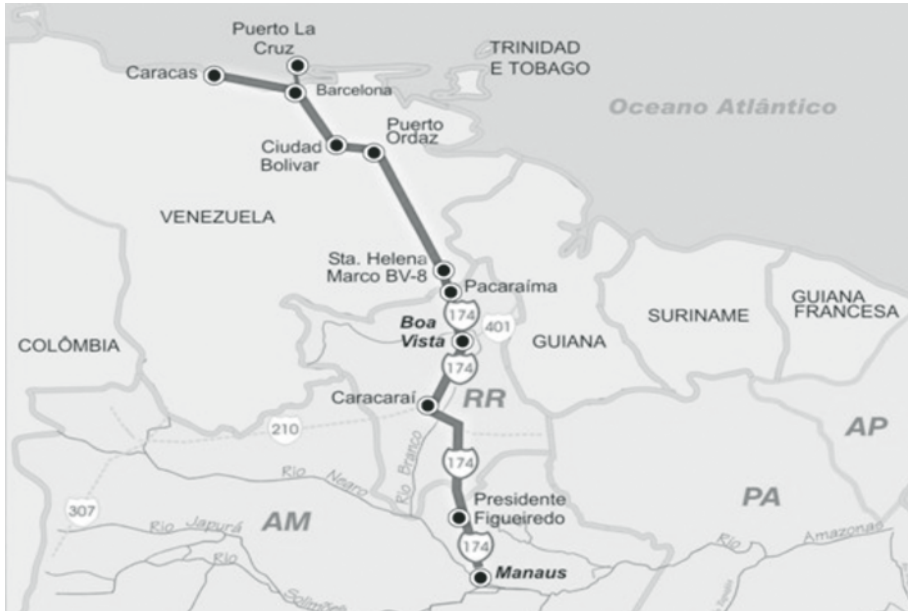 Puerto La
Cruz
TRINIDAD
E TOBAGO
Caracas
Barcelona
Oceano Atlântico
Puerto
Ordaz
Ciudad
Bolivar
VENEZUELA
Sta. Helena
Marco BV-8
Pacaraíma
174
Boa
Vista
401
COLÔMBIA
GUIANA
SURINAME
GUIANA
FRANCESA
174
Caracaraí
RR
210
Rio Branco
AP
174
Rio Negro
307
Rio Japurá
AM
Presidente
Figueiredo
PA
174
Rio Amazonas
Rio
Manaus